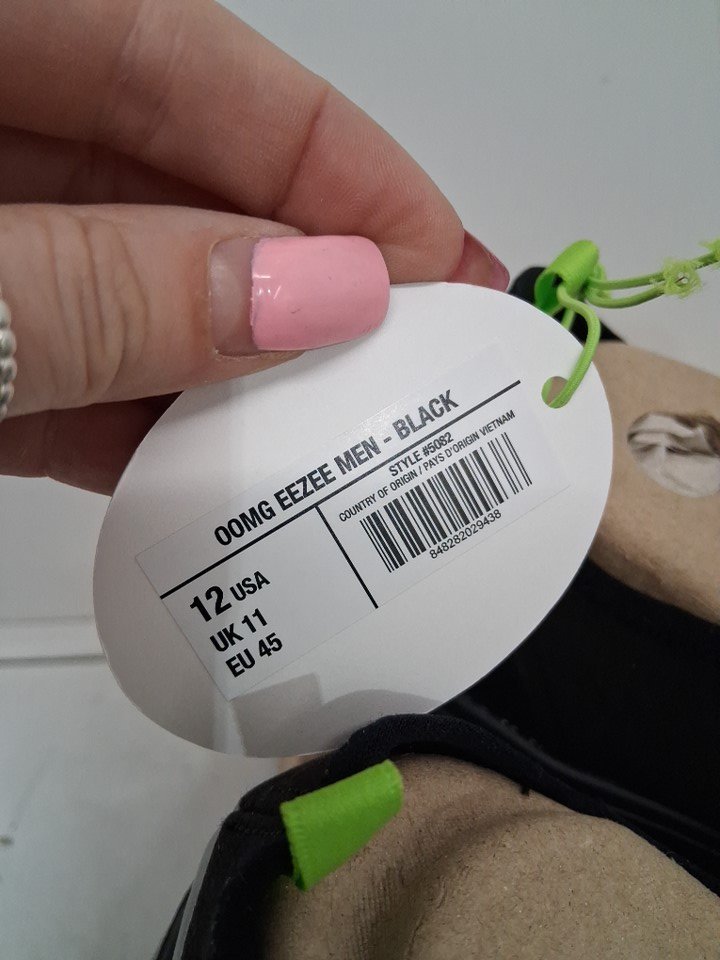 OOMG EEZEE MEN - BLACK
STYLE #5082
COUNTRY OF ORIGIN / PAYS D'ORIGIN VIETNAM
848282029438
12 USA
UK 11
EU 45